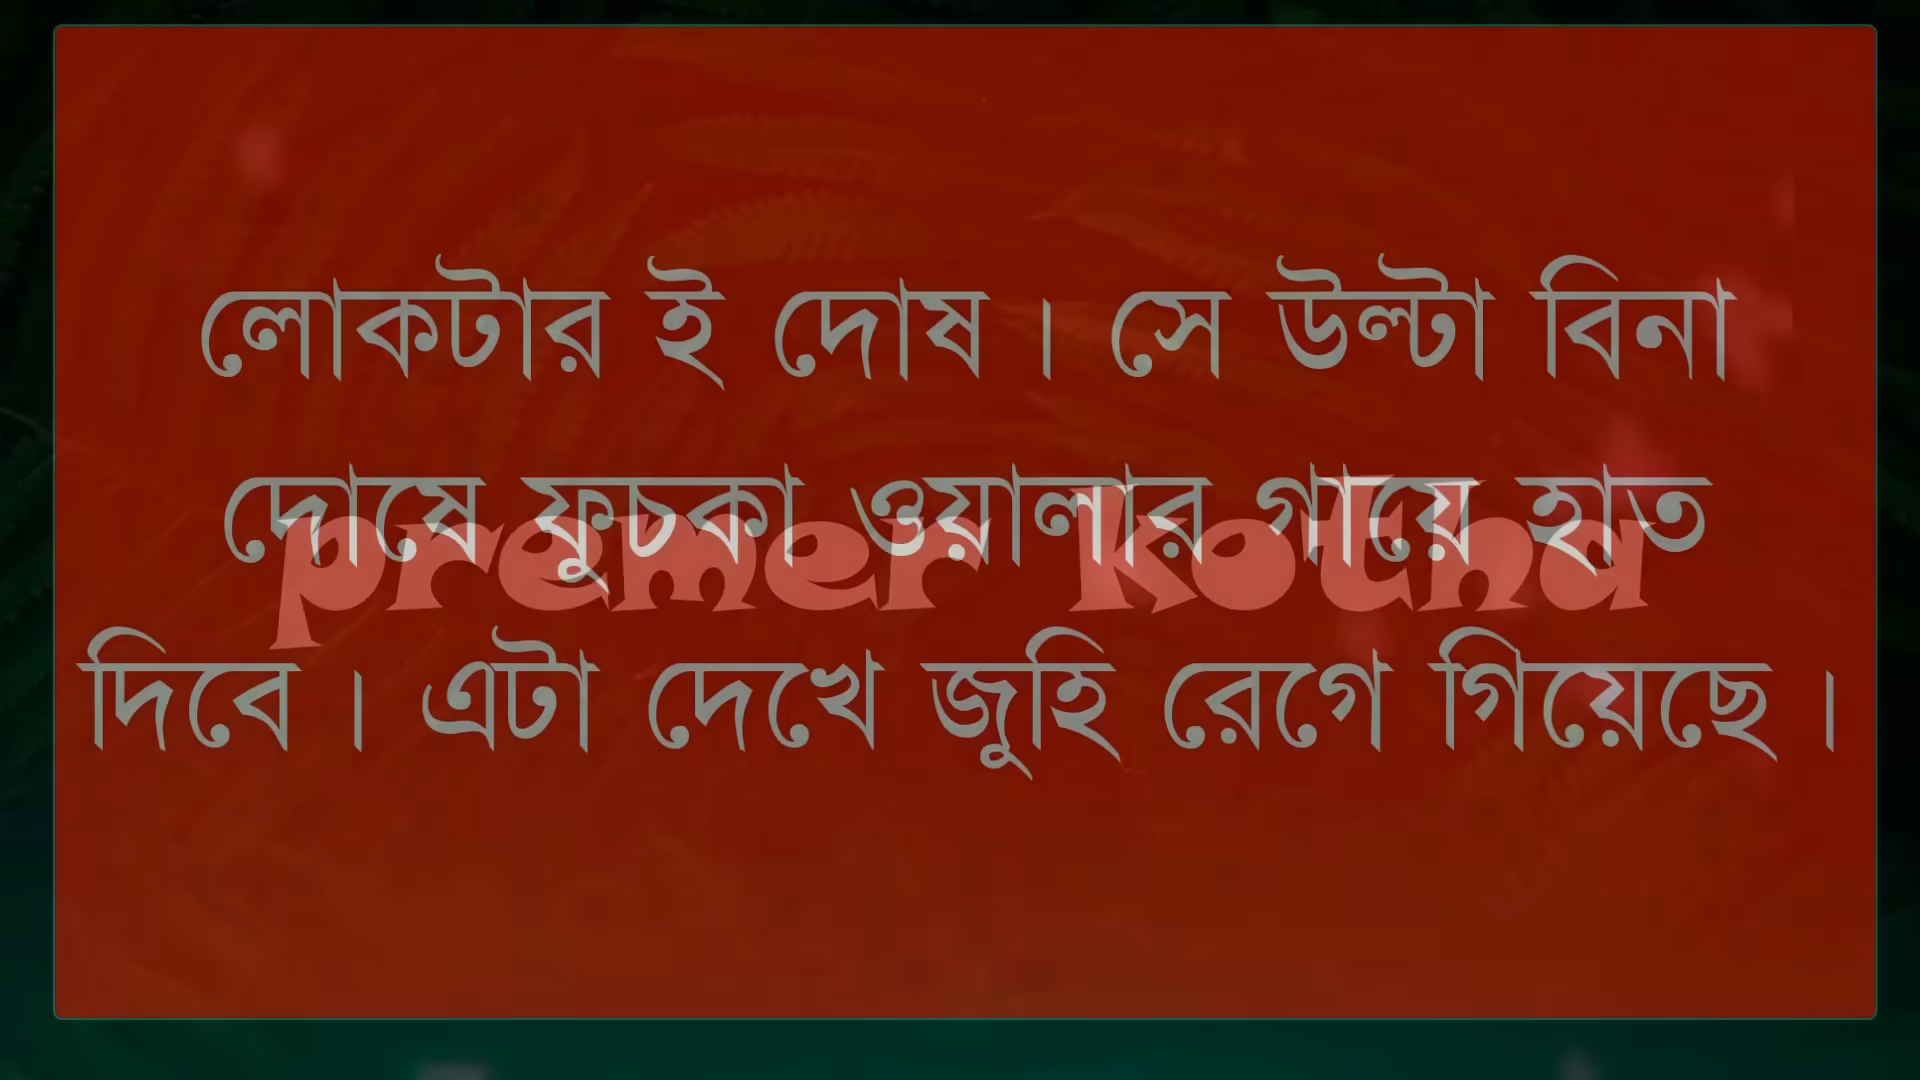 লোকটার ই দোষ । সে উল্টা বিনা
দোষে ফুচকা ওয়ালার গায়ে হাত
premer kotha
দিবে । এটা দেখে জুহি রেগে গিয়েছে ।